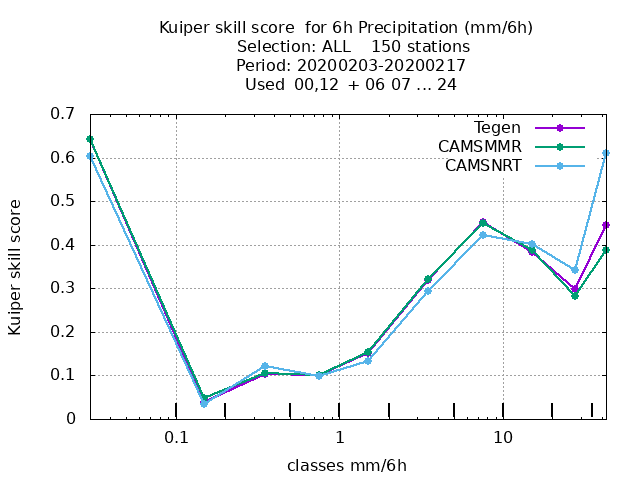 Kuiper skill score  for 6h Precipitation (mm/6h)
Selection: ALL    150 stations
Period: 20200203-20200217
Used  00,12  + 06 07 ... 24
Tegen
CAMSMMR
CAMSNRT
Kuiper skill score
0.7
0.6
0.5
0.4
0.3
0.2
0.1
0
0.1
1
10
classes mm/6h